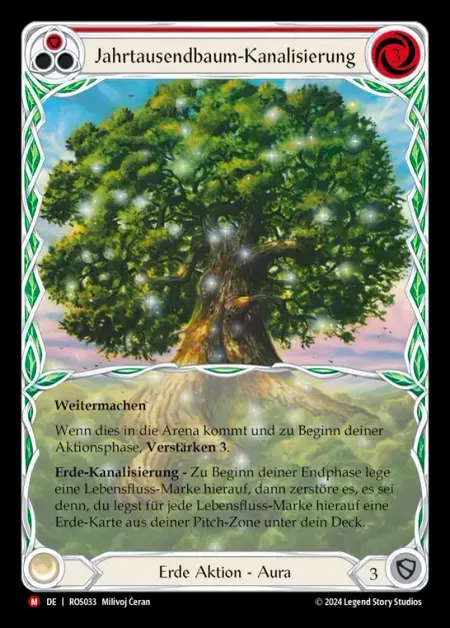 Jahrtausendbaum-Kanalisierung
3
Weitermachen
Wenn dies in die Arena kommt und zu Beginn deiner
Aktionsphase, Verstärken 3.
Erde-Kanalisierung - Zu Beginn deiner Endphase lege
eine Lebensfluss-Marke hierauf, dann zerstöre es, es sei
denn, du legst für jede Lebensfluss-Marke hierauf eine
Erde-Karte aus deiner Pitch-Zone unter dein Deck.
Erde Aktion - Aura
3
M DE | ROS033 Milivoj Ćeran
© 2024 Legend Story Studios